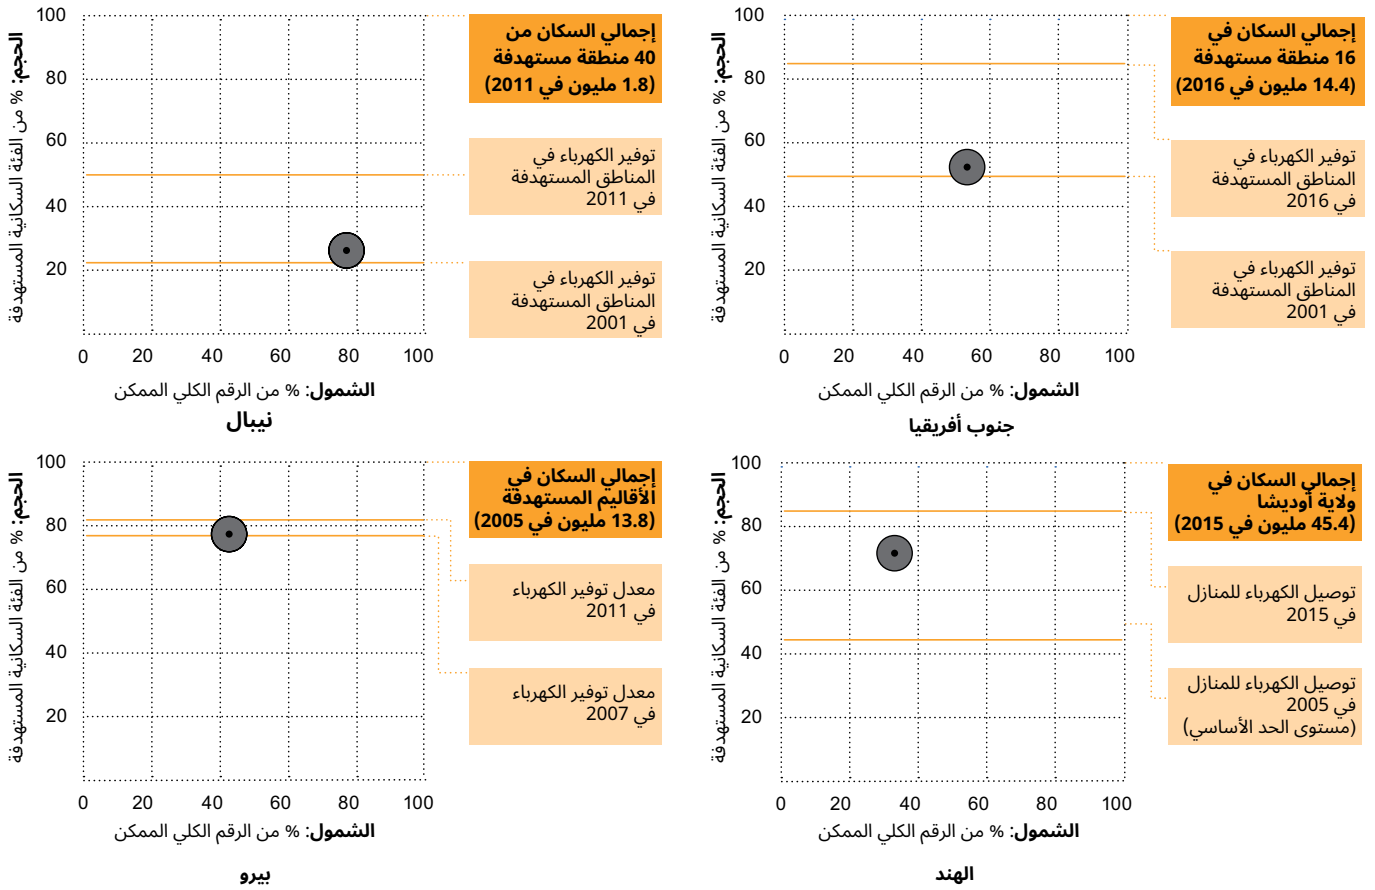 إجمالي السكان من
40 منطقة مستهدفة
(1.8 مليون في 2011)
توفير الكهرباء في
المناطق المستهدفة
في 2011
توفير الكهرباء في
المناطق المستهدفة
في 2001
الحجم: % من الفئة السكانية المستهدفة
100
80
60
40
20
0 20 40 60 80 100
الشمول: % من الرقم الكلي الممكن
نيبال
إجمالي السكان في
16 منطقة مستهدفة
(14.4 مليون في 2016)
توفير الكهرباء في
المناطق المستهدفة
في 2016
توفير الكهرباء في
المناطق المستهدفة
في 2001
الحجم: % من الفئة السكانية المستهدفة
100
80
60
40
20
0 20 40 60 80 100
الشمول: % من الرقم الكلي الممكن
جنوب أفريقيا
إجمالي السكان في
الأقاليم المستهدفة
(13.8 مليون في 2005)
معدل توفير الكهرباء
في 2011
معدل توفير الكهرباء
في 2007
الحجم: % من الفئة السكانية المستهدفة
100
80
60
40
20
0 20 40 60 80 100
الشمول: % من الرقم الكلي الممكن
بيرو
إجمالي السكان في
ولاية أوديشا
(45.4 مليون في 2015)
توصيل الكهرباء للمنازل
في 2015
توصيل الكهرباء للمنازل
في 2005
(مستوى الحد الأساسي)
الحجم: % من الفئة السكانية المستهدفة
100
80
60
40
20
0 20 40 60 80 100
الشمول: % من الرقم الكلي الممكن
الهند